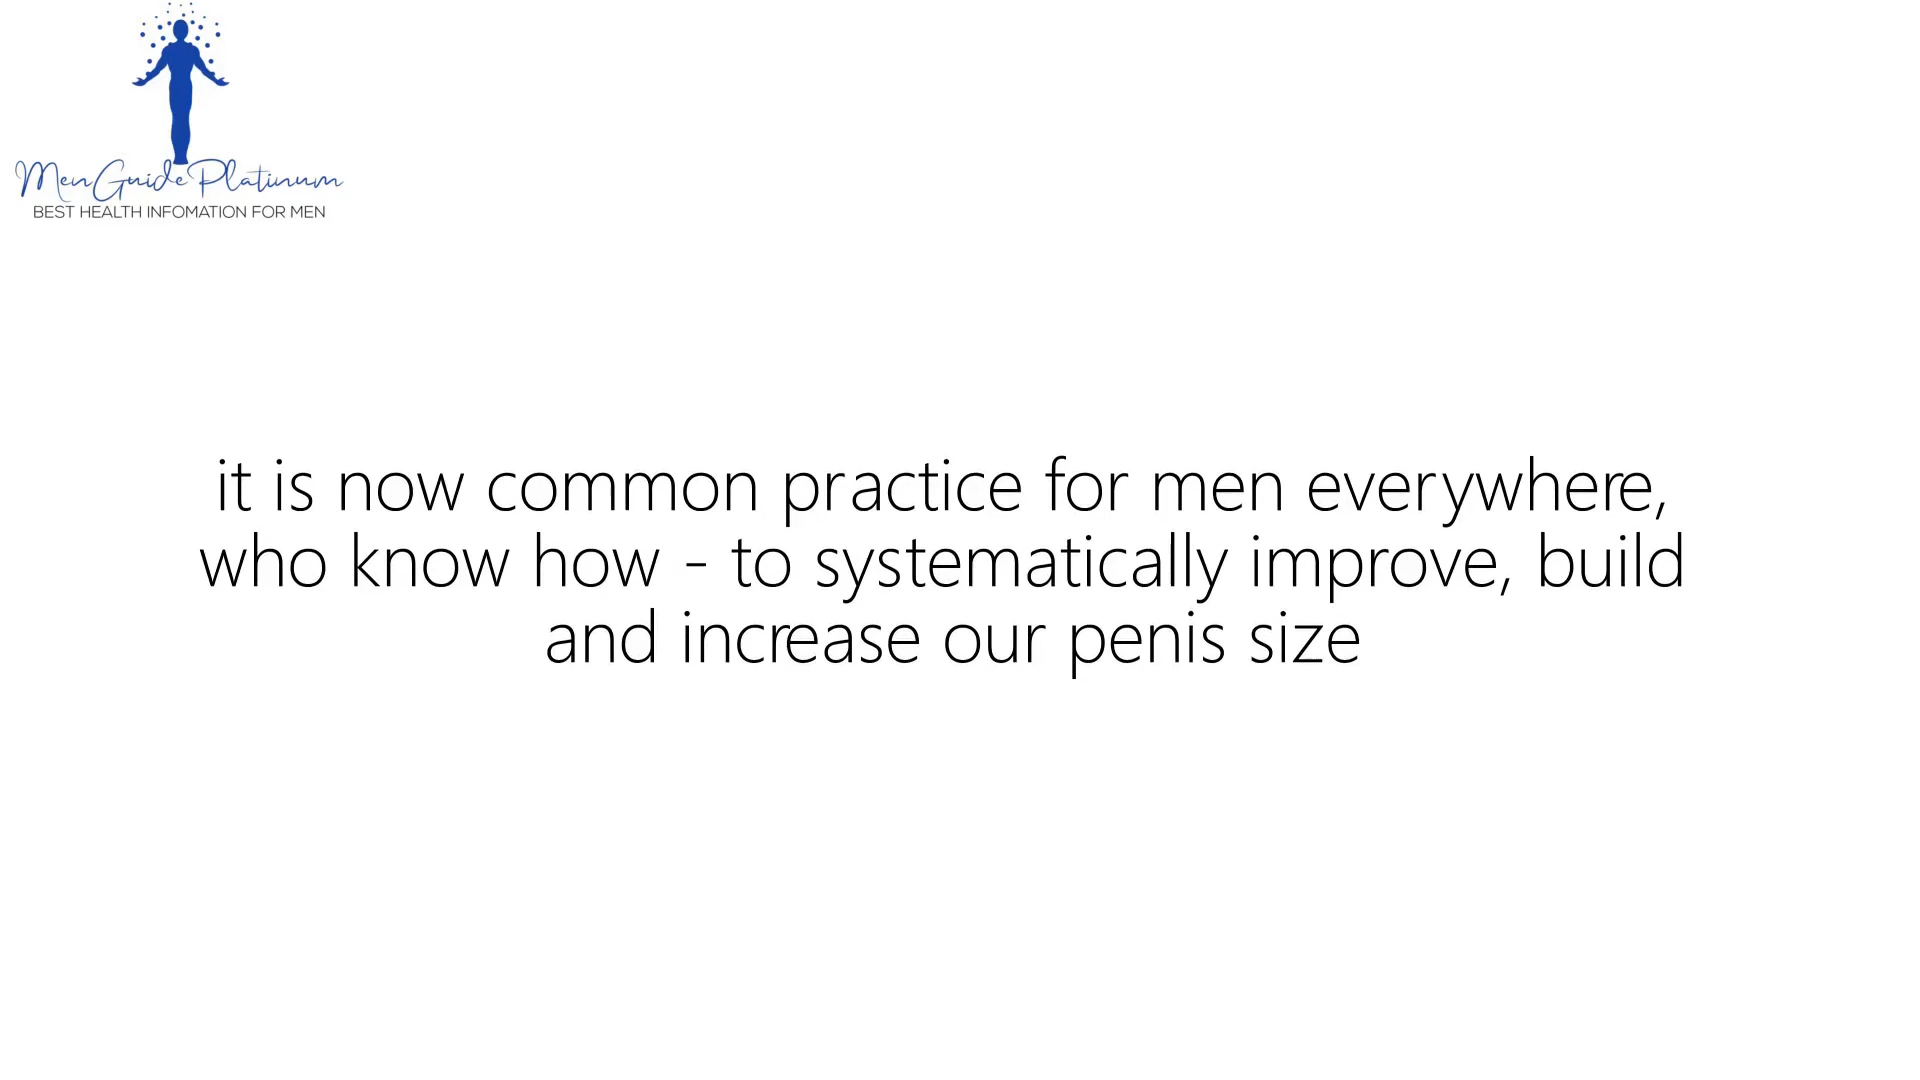 MenGuidePlatinum
BEST HEALTH INFOMATION FOR MEN
it is now common practice for men everywhere,
who know how - to systematically improve, build
and increase our penis size